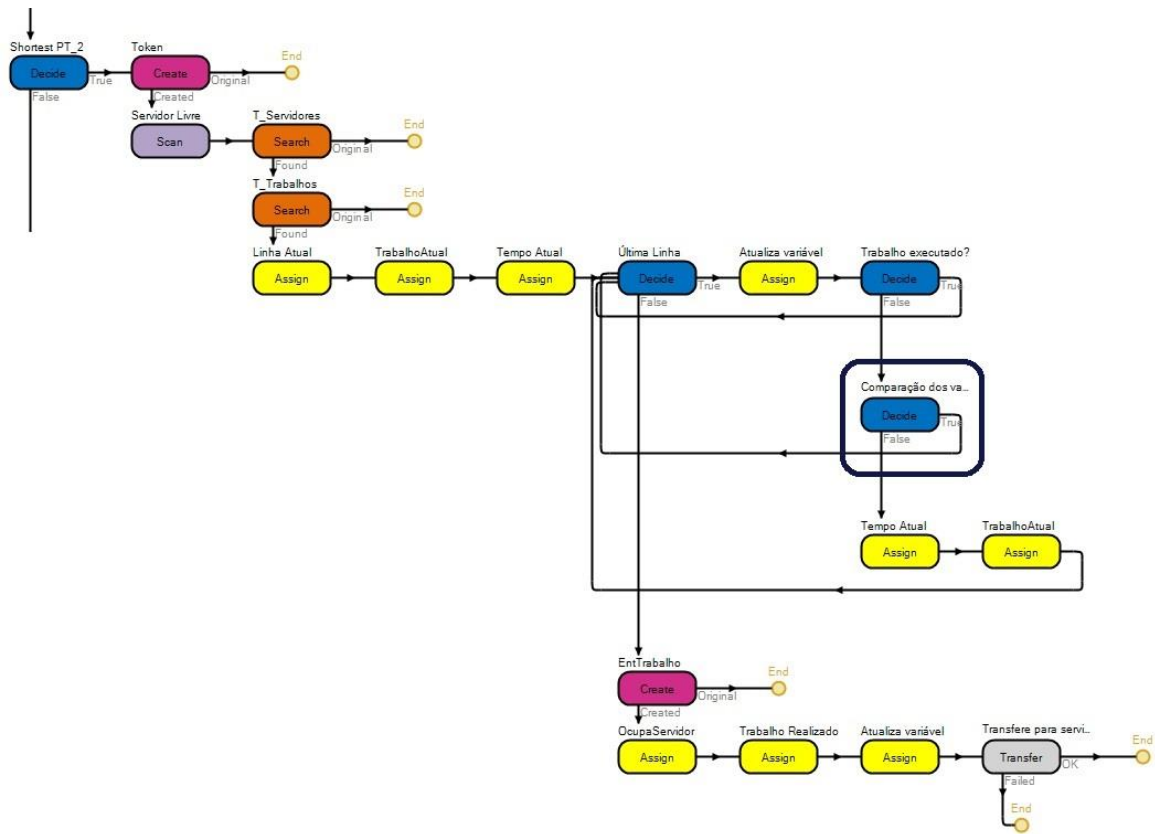 Shortest PT_2
Token
End
Decide
True
Create
Original
False
Created
Servidor Livre
T_Servidores
End
Scan
Search
Original
Found
T_Trabalhos
End
Search
Original
Found
Linha Atual
TrabalhoAtual
Tempo Atual
Última Linha
Atualiza variável
Trabalho executado?
Assign
Assign
Assign
Decide
True
Assign
Decide
True
False
False
Comparação dos va...
Decide
True
False
Tempo Atual
TrabalhoAtual
Assign
Assign
EntTrabalho
End
Create
Original
Created
OcupaServidor
Trabalho Realizado
Atualiza variável
Transfere para servi...
End
Assign
Assign
Assign
Transfer
OK
Failed
End